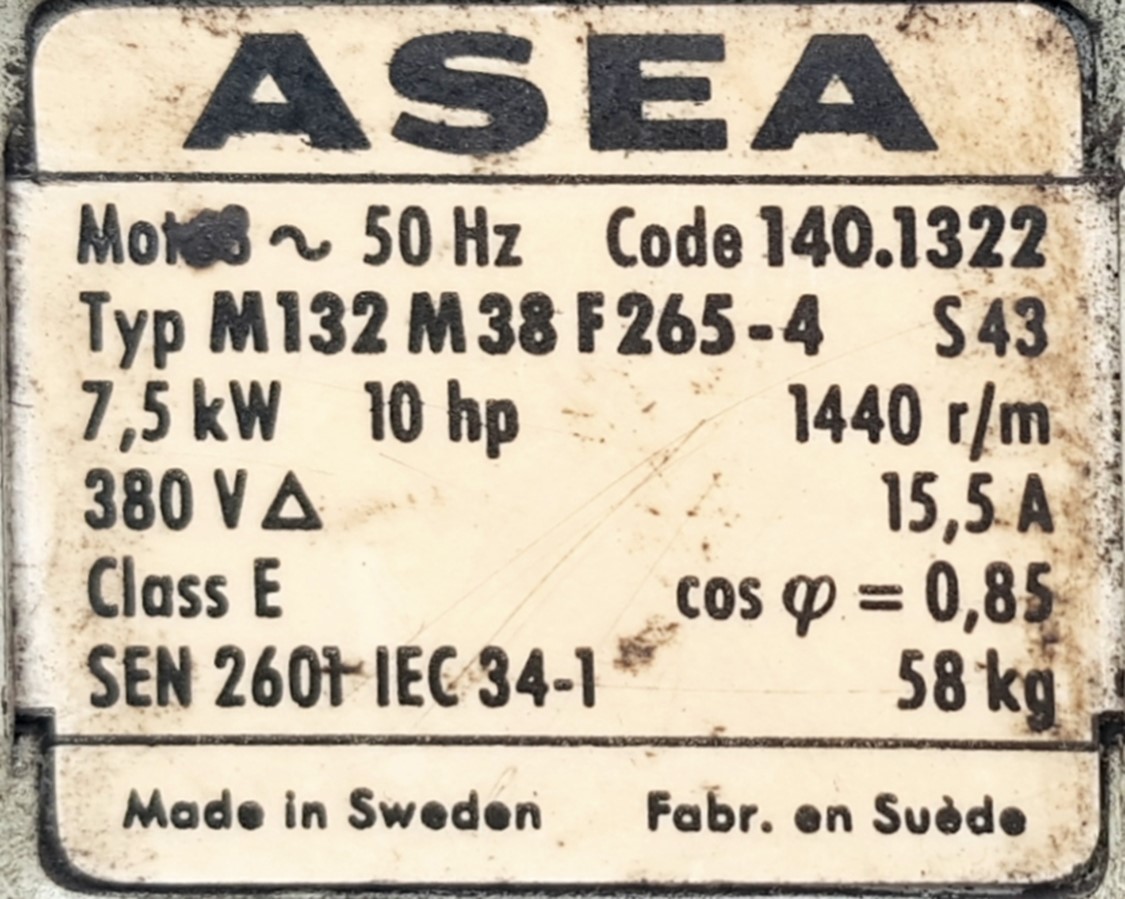 ASEA
~ 50 Hz Code 140.1322
Typ M132 M38 F265-4 S43
7,5 kW 10 hp 1440 r/m
380 V Δ 15,5 A
Class E cos φ = 0,85
SEN 2601 IEC 34-1 58 kg
Made in Sweden Fabr. en Suède